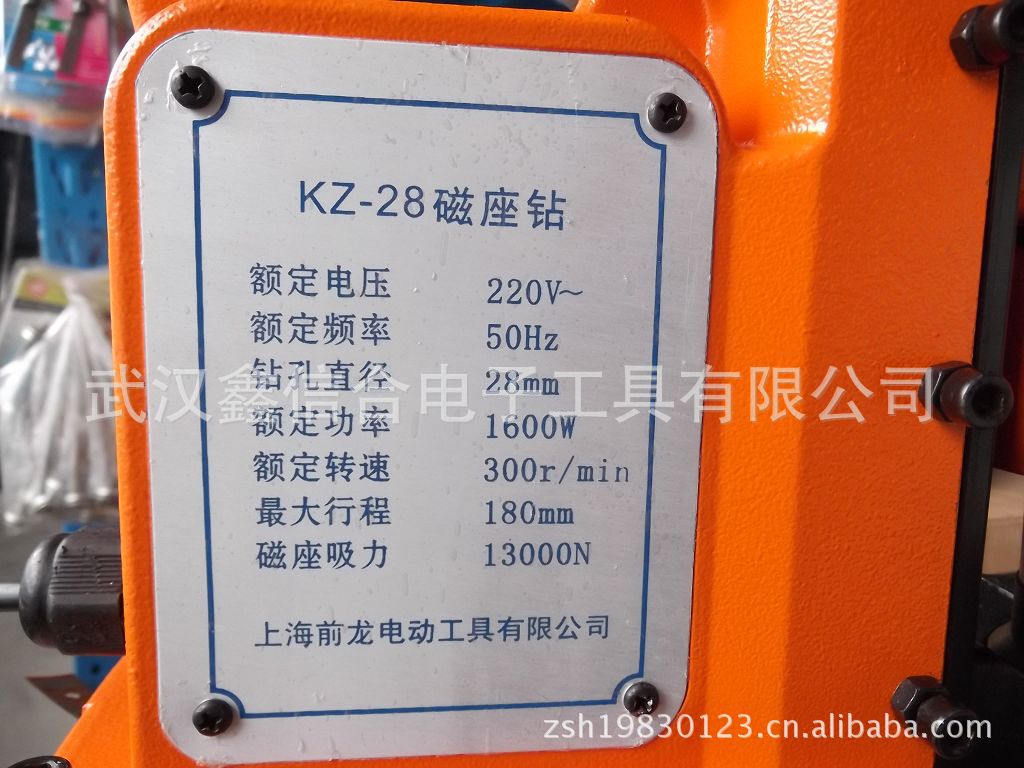 KZ-28磁座钻
额定电压 220V~
额定频率 50Hz
钻孔直径 28mm
武汉鑫信合电子工具有限公司
额定功率 1600W
额定转速 300r/min
最大行程 180mm
磁座吸力 13000N
上海前龙电动工具有限公司
zsh19830123.cn.alibaba.com